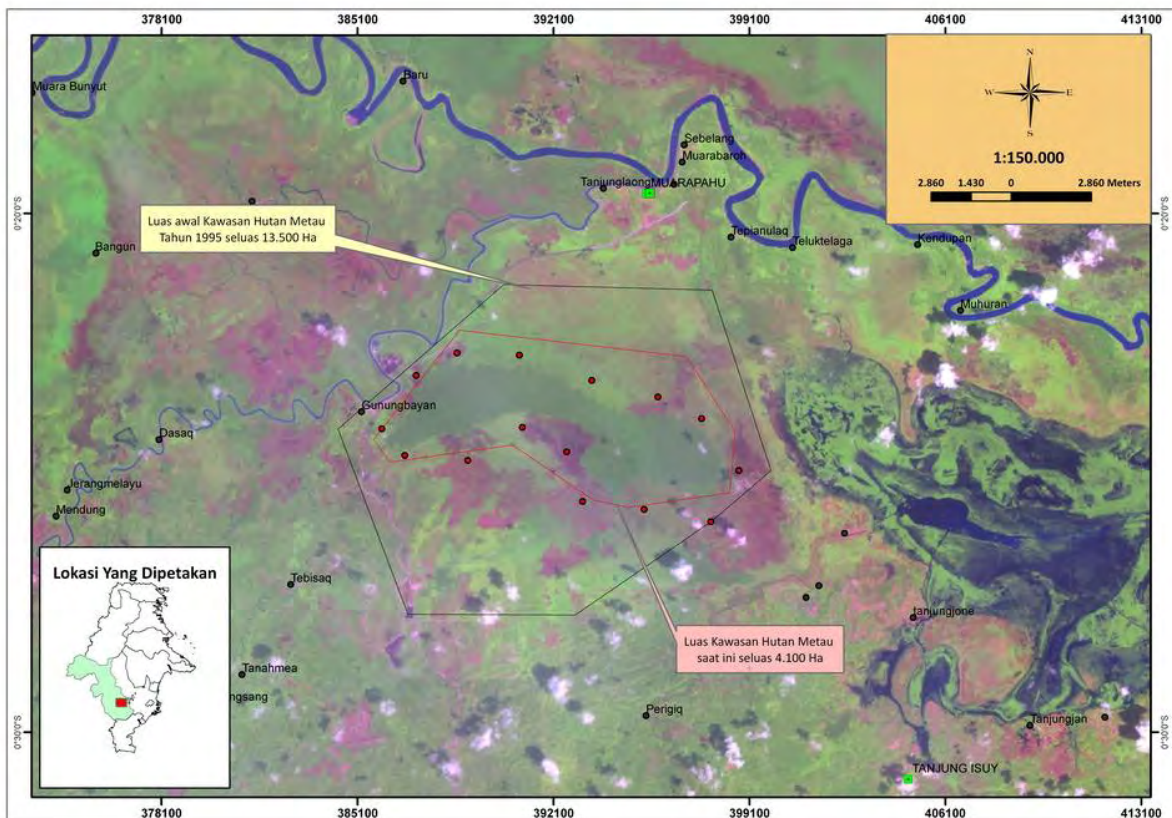 378100
385100
392100
399100
406100
413100
Muara Bunyut
Baru
N
W
E
S
1:150.000
2.860
1.430
0
2.860 Meters
Sebelang
Muarabaroh
Tanjunglaong
MUARAPAHU
0°20'0"S
0°20'0"S
Luas awal Kawasan Hutan Metau
Tahun 1995 seluas 13.500 Ha
Bangun
Tepianulaq
Teluktelaga
Kendupan
Muhuran
Gunungbayan
Dasaq
Jerangmelayu
Mendung
Lokasi Yang Dipetakan
Tebisaq
tanjungjone
Luas Kawasan Hutan Metau
saat ini seluas 4.100 Ha
Tanahmea
ngsang
Perigiq
Tanjungjan
0°30'0"S
0°30'0"S
TANJUNG ISUY
378100
385100
392100
399100
406100
413100